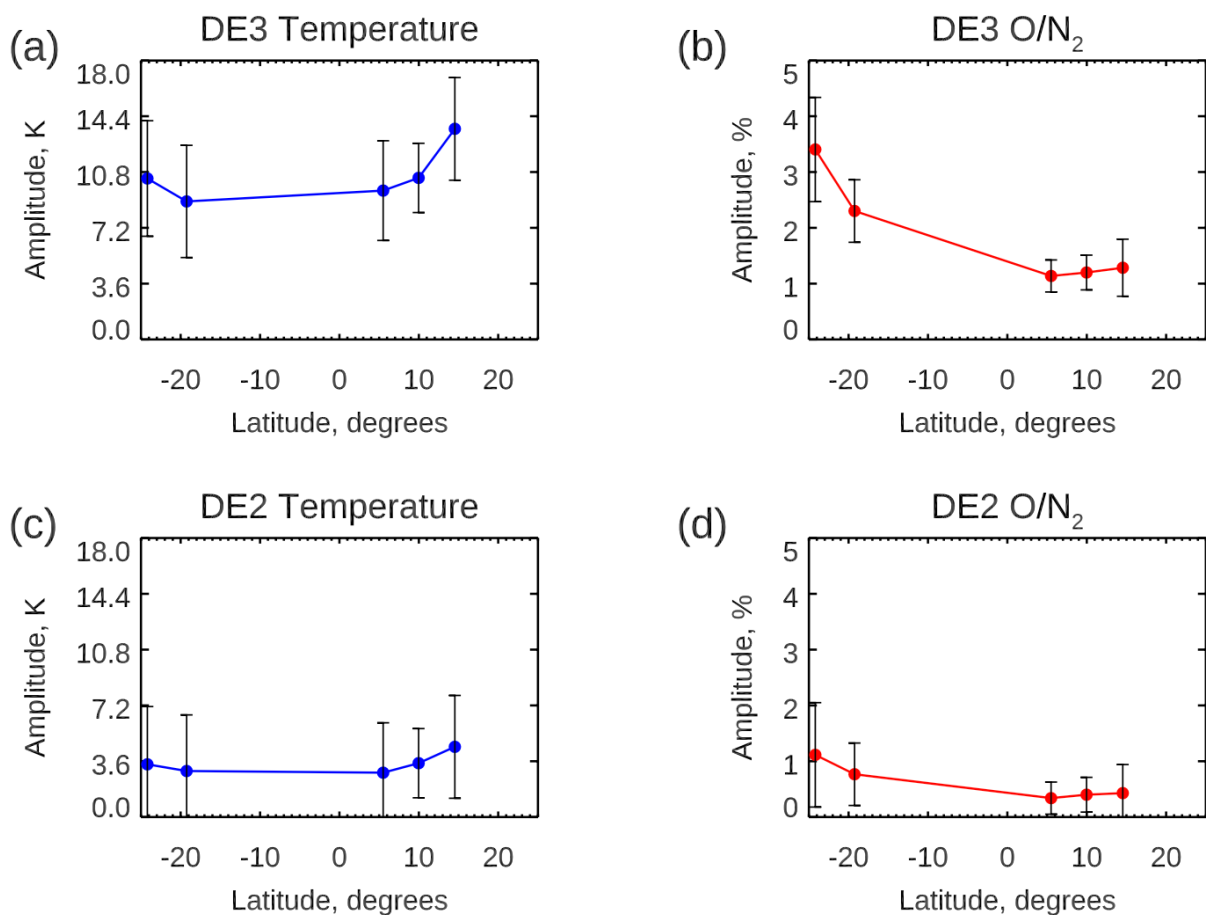 (a) DE3 Temperature
Amplitude, K
18.0
14.4
10.8
7.2
3.6
0.0
-20 -10 0 10 20
Latitude, degrees
(b) DE3 O/N₂
Amplitude, %
5
4
3
2
1
0
-20 -10 0 10 20
Latitude, degrees
(c) DE2 Temperature
Amplitude, K
18.0
14.4
10.8
7.2
3.6
0.0
-20 -10 0 10 20
Latitude, degrees
(d) DE2 O/N₂
Amplitude, %
5
4
3
2
1
0
-20 -10 0 10 20
Latitude, degrees